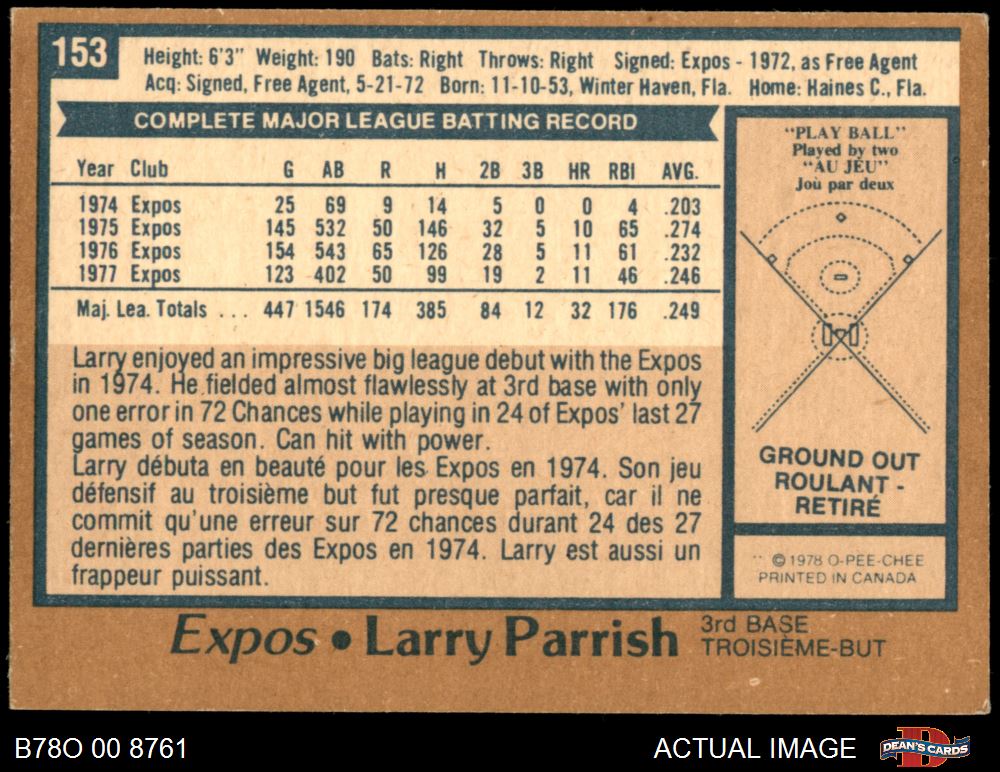 153
Height: 6'3" Weight: 190 Bats: Right Throws: Right Signed: Expos - 1972, as Free Agent
Acq: Signed, Free Agent, 5-21-72 Born: 11-10-53, Winter Haven, Fla. Home: Haines C., Fla.
COMPLETE MAJOR LEAGUE BATTING RECORD
Year Club G AB R H 2B 3B HR RBI AVG.
1974 Expos 25 69 9 14 5 0 0 4 .203
1975 Expos 145 532 50 146 32 5 10 65 .274
1976 Expos 154 543 65 126 28 5 11 61 .232
1977 Expos 123 402 50 99 19 2 11 46 .246
Maj. Lea. Totals . . . 447 1546 174 385 84 12 32 176 .249
Larry enjoyed an impressive big league debut with the Expos
in 1974. He fielded almost flawlessly at 3rd base with only
one error in 72 Chances while playing in 24 of Expos' last 27
games of season. Can hit with power.
Larry débuta en beauté pour les Expos en 1974. Son jeu
défensif au troisième but fut presque parfait, car il ne
commit qu'une erreur sur 72 chances durant 24 des 27
dernières parties des Expos en 1974. Larry est aussi un
frappeur puissant.
"PLAY BALL"
Played by two
"AU JÈU"
Joù par deux
GROUND OUT
ROULANT -
RETIRÉ
© 1978 O-PEE-CHEE
PRINTED IN CANADA
Expos • Larry Parrish
3rd BASE
TROISIÈME-BUT
B78O 00 8761
ACTUAL IMAGE
D
DEAN'S CARDS